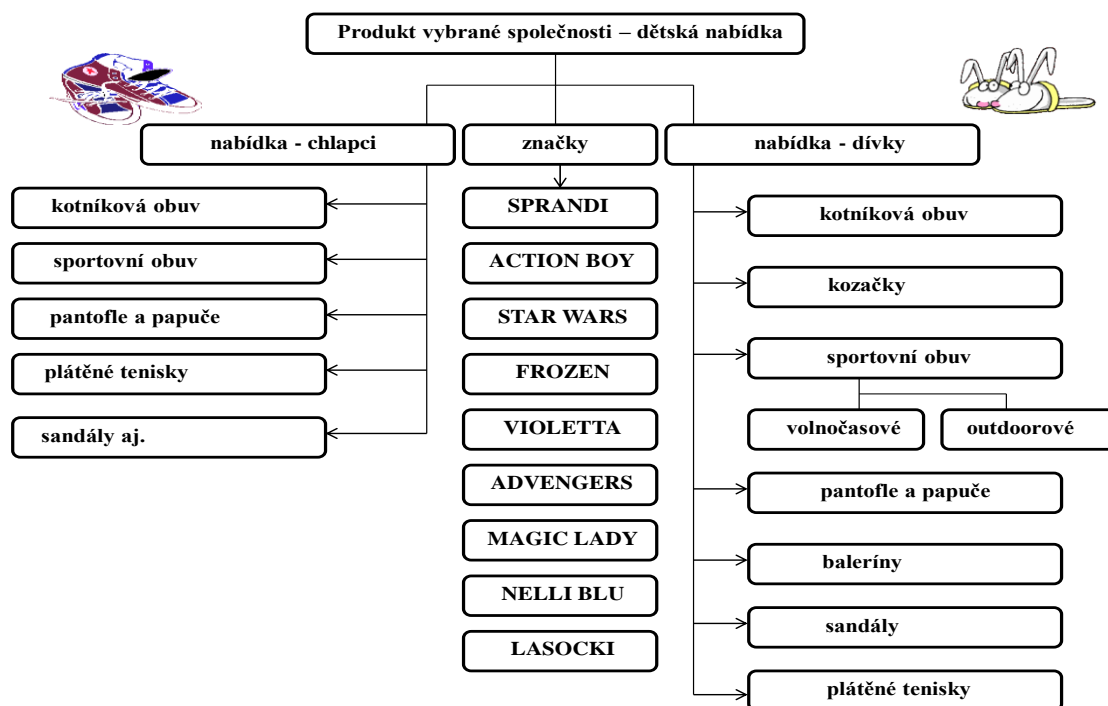 Produkt vybrané společnosti – dětská nabídka
nabídka - chlapci
značky
nabídka - dívky
kotníková obuv
sportovní obuv
pantofle a papuče
plátěné tenisky
sandály aj.
SPRANDI
ACTION BOY
STAR WARS
FROZEN
VIOLETTA
ADVENGERS
MAGIC LADY
NELLI BLU
LASOCKI
kotníková obuv
kozačky
sportovní obuv
volnočasové
outdoorové
pantofle a papuče
baleríny
sandály
plátěné tenisky